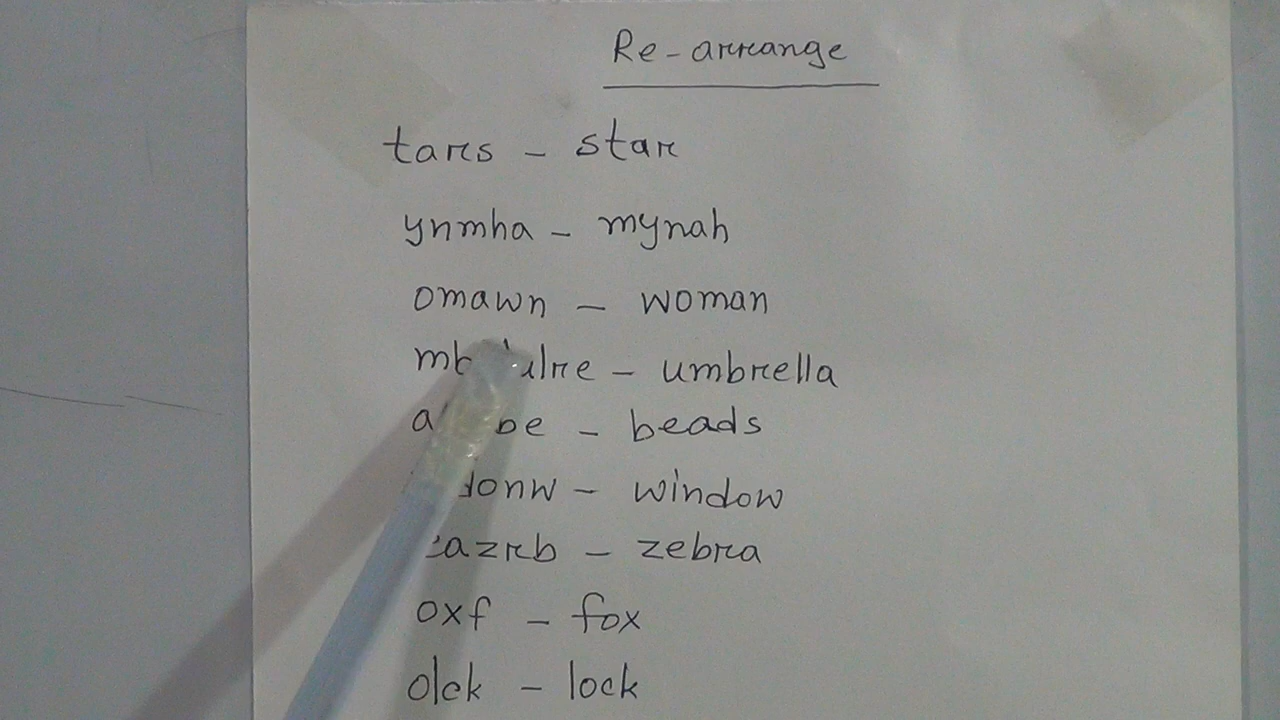 Re-arrange
tars - star
ynmha - mynah
omawn - woman
- umbrella
- beads
- window
- zebra
oxf - fox
olck - lock